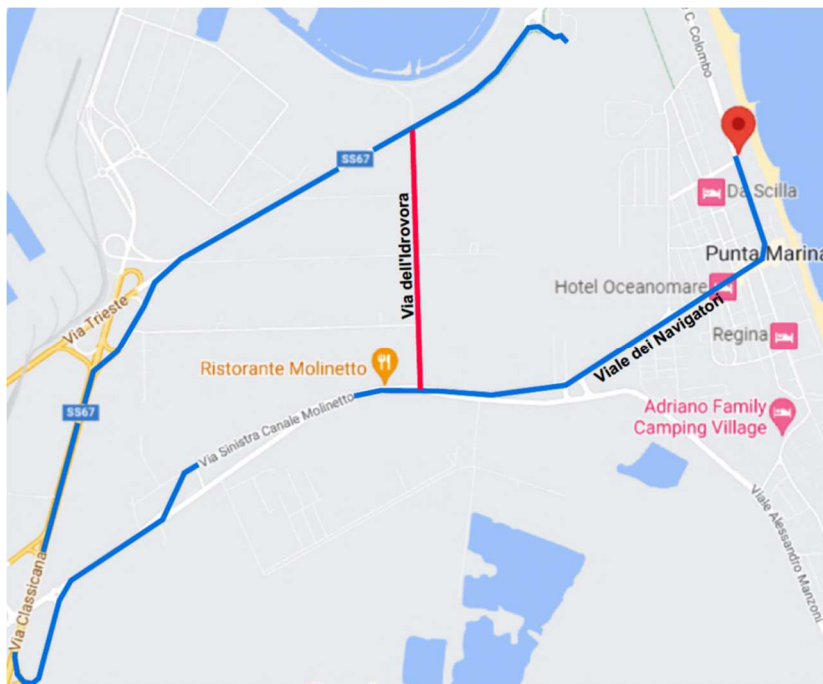 C. Colombo
SS67
Da Scilla
Via dell'Idrovora
Punta Marina
Hotel Oceanomare
Via Trieste
Viale dei Navigatori
Regina
Ristorante Molinetto
SS67
Via Sinistra Canale Molinetto
Adriano Family
Camping Village
Viale Alessandro Manzoni
Via Classicana